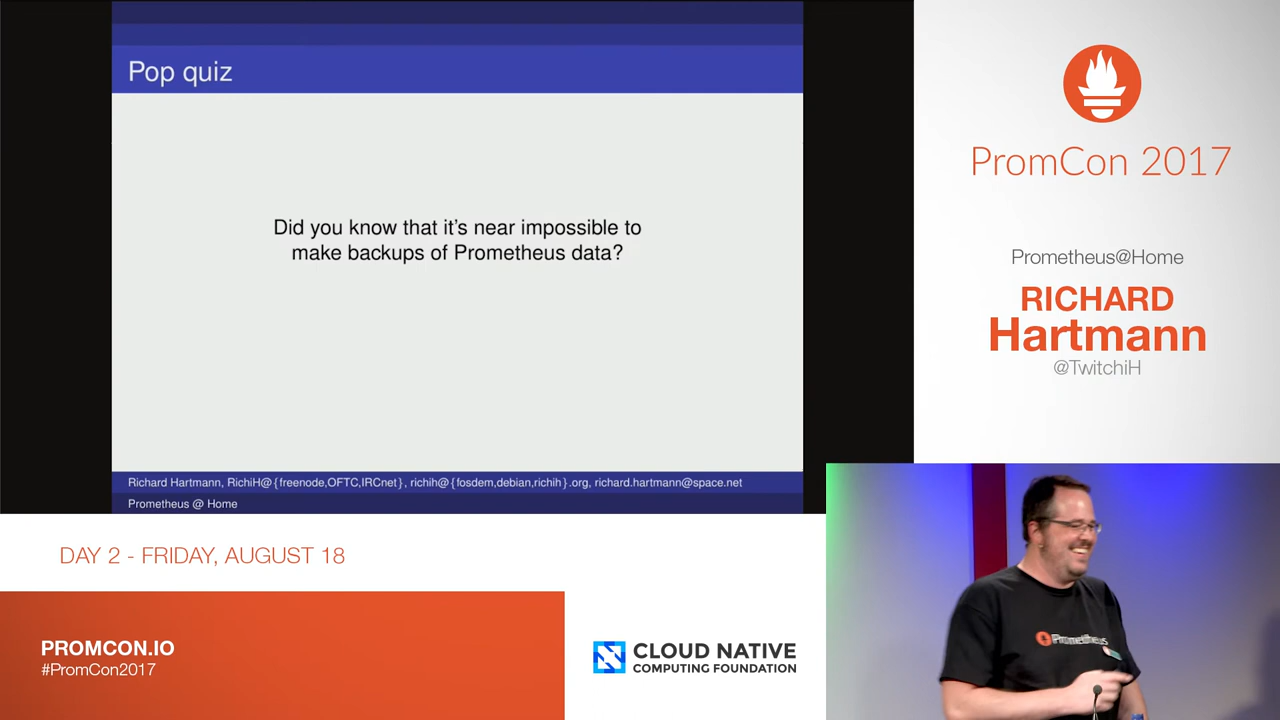 Pop quiz
Did you know that it's near impossible to
make backups of Prometheus data?
Richard Hartmann, RichiH@{freenode,OFTC,IRCnet}, richih@{fosdem,debian,richih}.org, richard.hartmann@space.net
Prometheus @ Home
PromCon 2017
Prometheus@Home
RICHARD
Hartmann
@TwitchiH
DAY 2 - FRIDAY, AUGUST 18
PROMCON.IO
#PromCon2017
CLOUD NATIVE
COMPUTING FOUNDATION
Prometheus